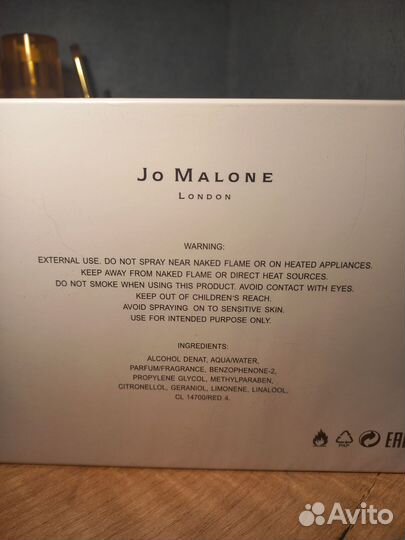 JO MALONE
LONDON
WARNING:
EXTERNAL USE. DO NOT SPRAY NEAR NAKED FLAME OR ON HEATED APPLIANCES.
KEEP AWAY FROM NAKED FLAME OR DIRECT HEAT SOURCES.
DO NOT SMOKE WHEN USING THIS PRODUCT. AVOID CONTACT WITH EYES.
KEEP OUT OF CHILDREN'S REACH.
AVOID SPRAYING ON TO SENSITIVE SKIN.
USE FOR INTENDED PURPOSE ONLY.
INGREDIENTS:
ALCOHOL DENAT, AQUA/WATER,
PARFUM/FRAGRANCE, BENZOPHENONE-2,
PROPYLENE GLYCOL, METHYLPARABEN,
CITRONELLOL, GERANIOL, LIMONENE, LINALOOL,
CL 14700/RED 4.
PAP
EAC
Avito